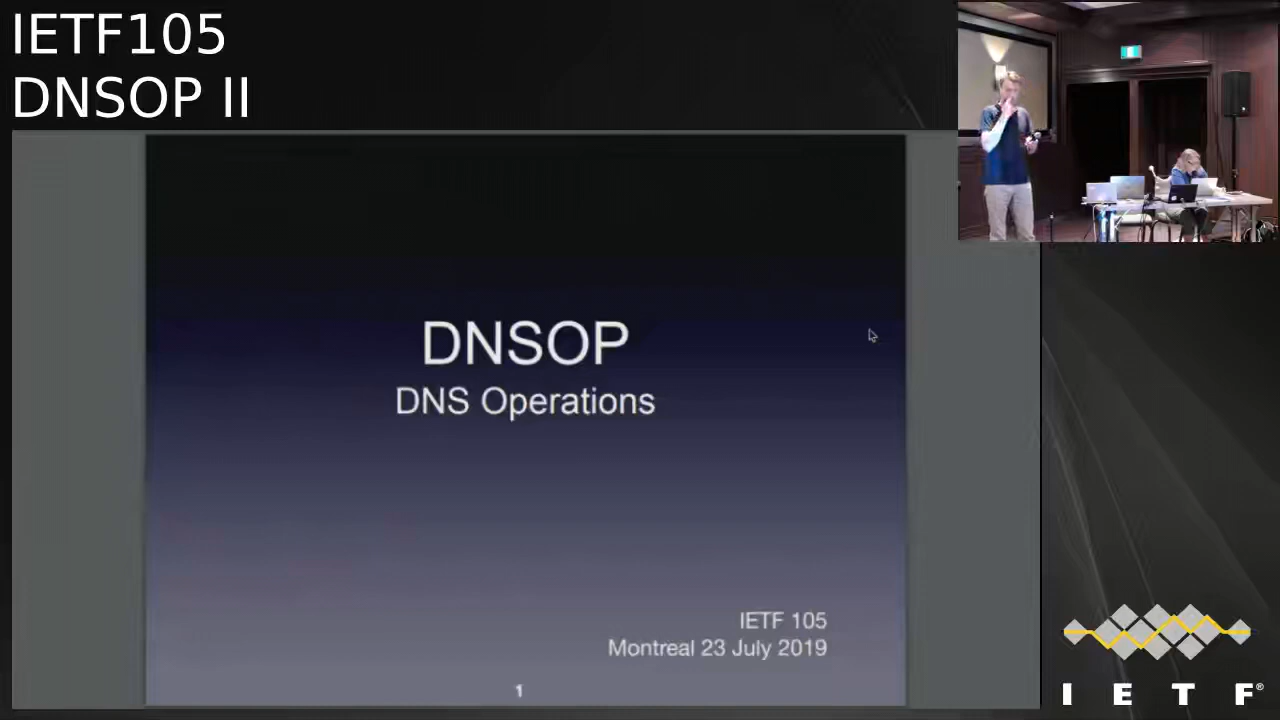 IETF105
DNSOP II
DNSOP
DNS Operations
IETF 105
Montreal 23 July 2019
1
I E T F®